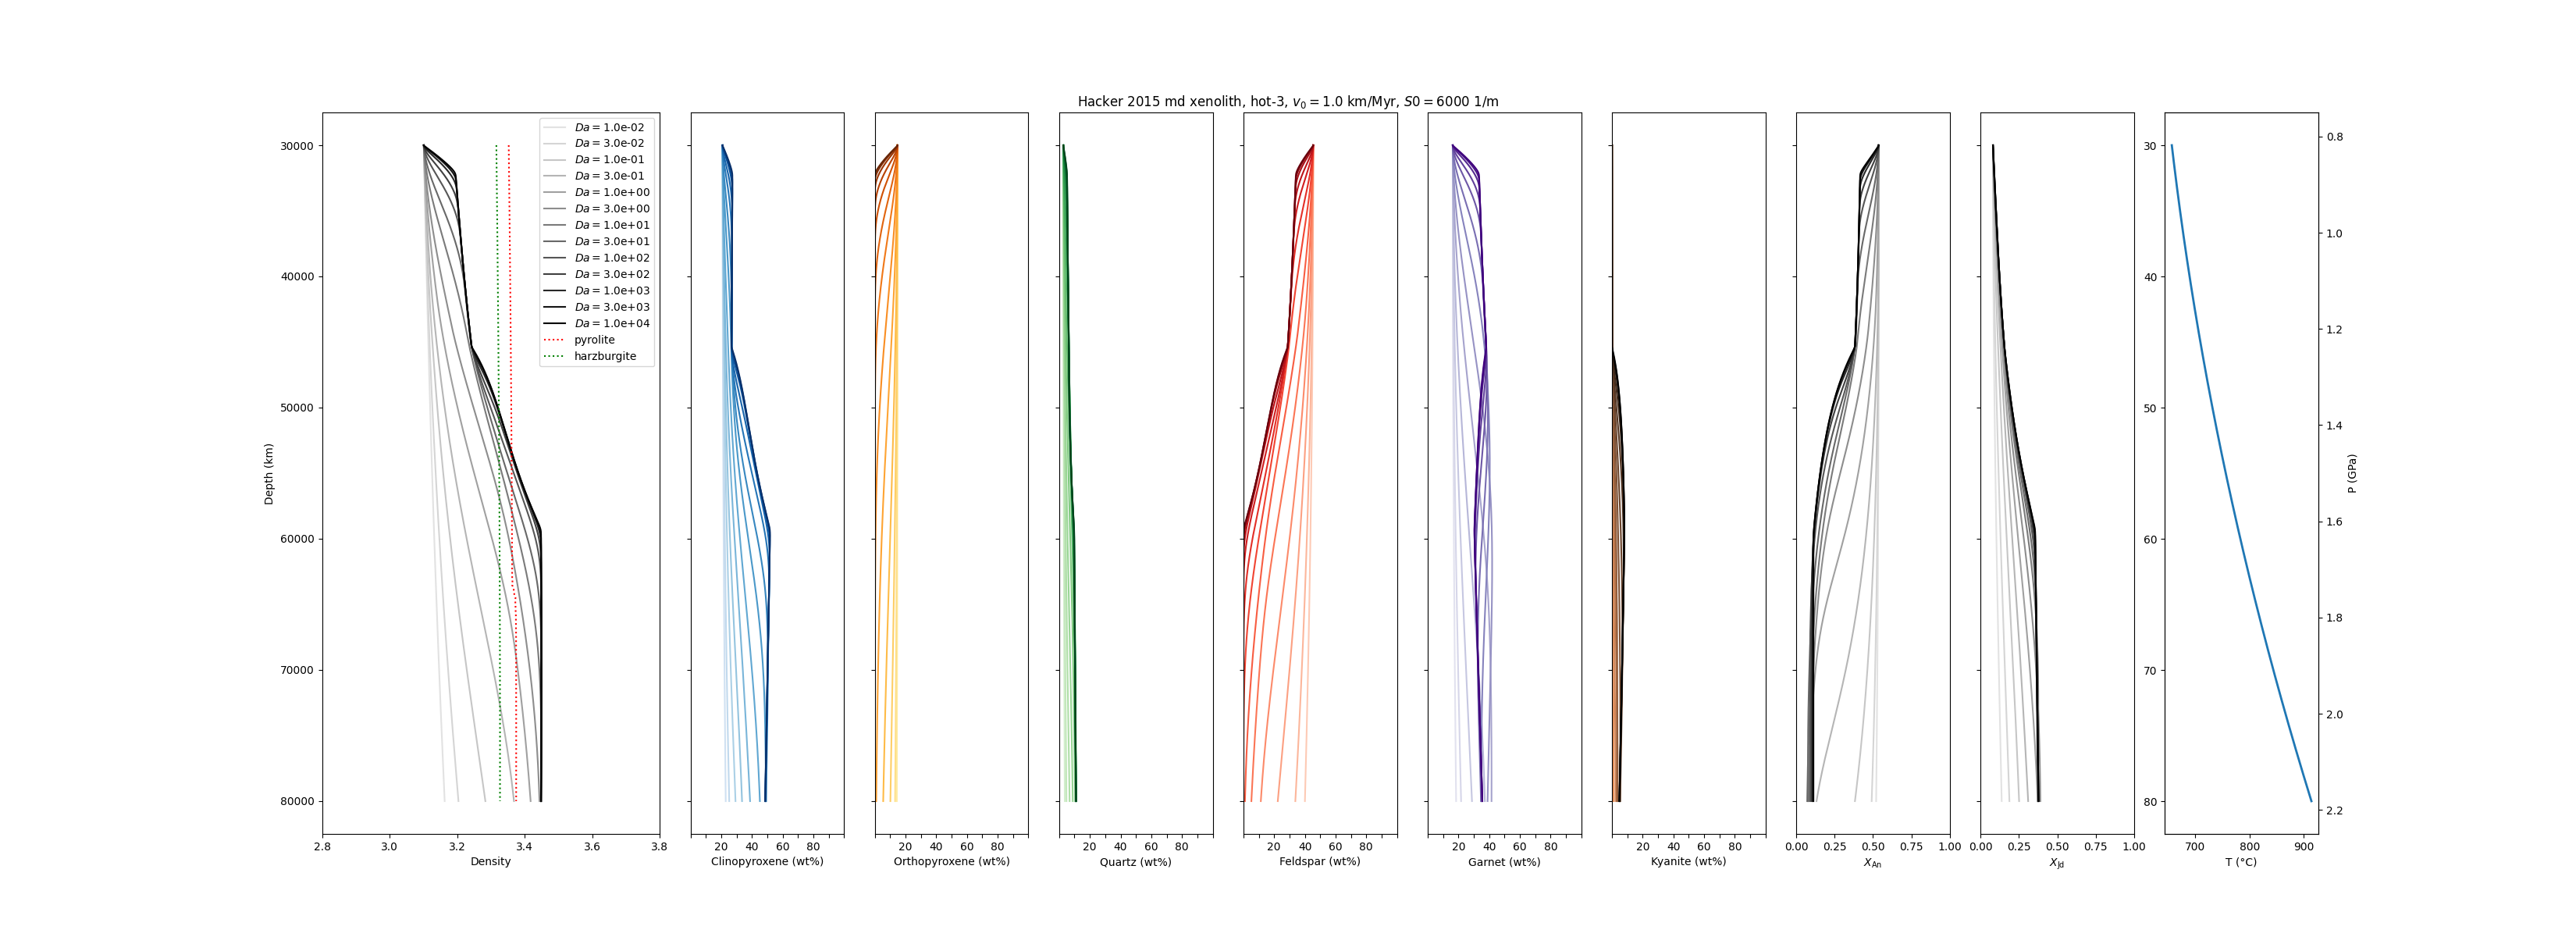 Hacker 2015 md xenolith, hot-3, v₀ = 1.0 km/Myr, S0 = 6000 1/m
Da = 1.0e-02
Da = 3.0e-02
Da = 1.0e-01
Da = 3.0e-01
Da = 1.0e+00
Da = 3.0e+00
Da = 1.0e+01
Da = 3.0e+01
Da = 1.0e+02
Da = 3.0e+02
Da = 1.0e+03
Da = 3.0e+03
Da = 1.0e+04
pyrolite
harzburgite
Depth (km)
30000
40000
50000
60000
70000
80000
2.8 3.0 3.2 3.4 3.6 3.8
Density
20 40 60 80
Clinopyroxene (wt%)
20 40 60 80
Orthopyroxene (wt%)
20 40 60 80
Quartz (wt%)
20 40 60 80
Feldspar (wt%)
20 40 60 80
Garnet (wt%)
20 40 60 80
Kyanite (wt%)
0.00 0.25 0.50 0.75 1.00
X_An
0.00 0.25 0.50 0.75 1.00
X_Jd
30
40
50
60
70
80
700 800 900
T (°C)
0.8
1.0
1.2
1.4
1.6
1.8
2.0
2.2
P (GPa)